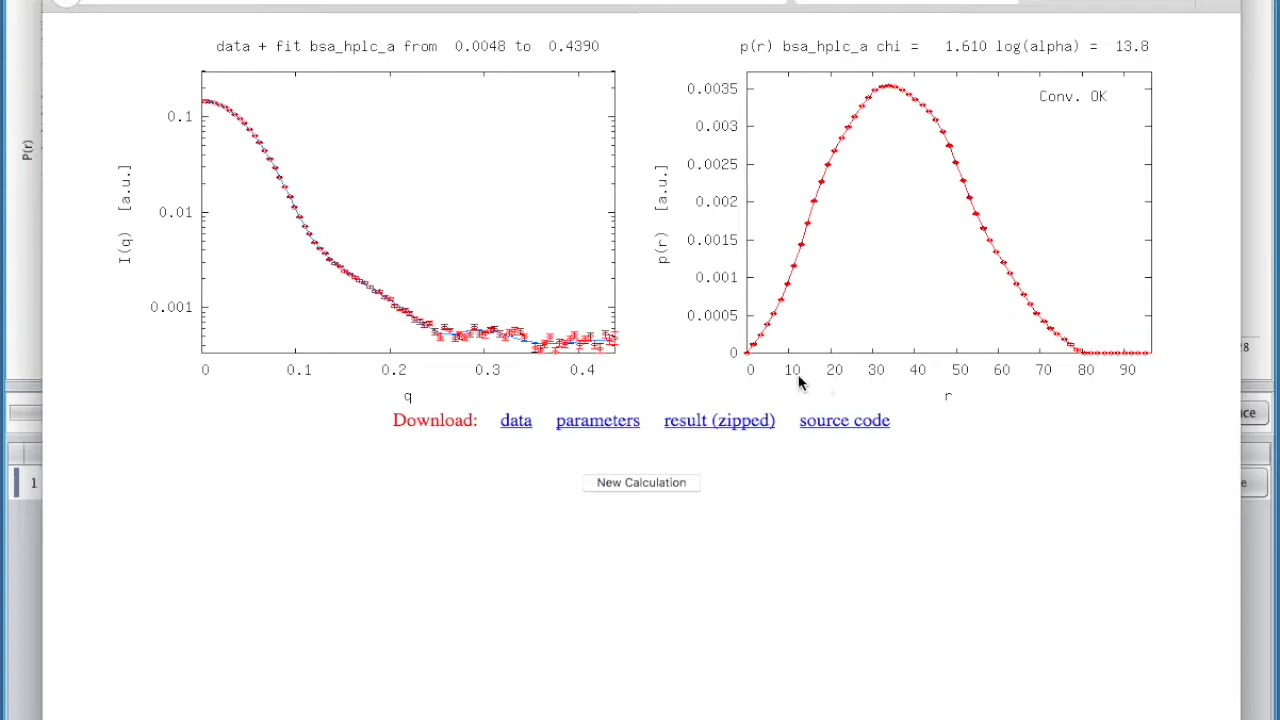 data + fit bsa_hplc_a from 0.0048 to 0.4390
p(r) bsa_hplc_a chi = 1.610 log(alpha) = 13.8
0.1
0.01
0.001
I(q) [a.u.]
0 0.1 0.2 0.3 0.4
q
Conv. OK
0.0035
0.003
0.0025
0.002
0.0015
0.001
0.0005
0
p(r) [a.u.]
0 10 20 30 40 50 60 70 80 90
r
P(r)
Download: data parameters result (zipped) source code
New Calculation
1